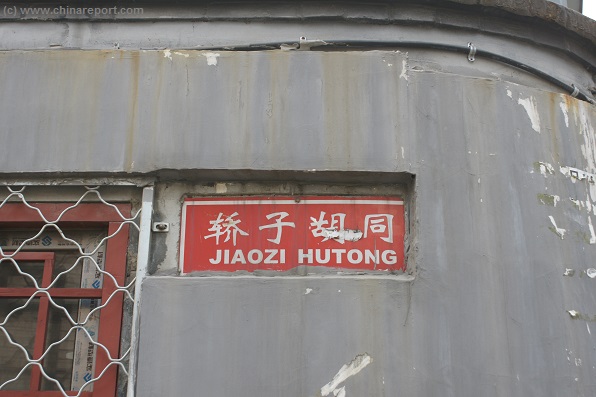 (c) www.chinareport.com
轿子胡同
JIAOZI HUTONG